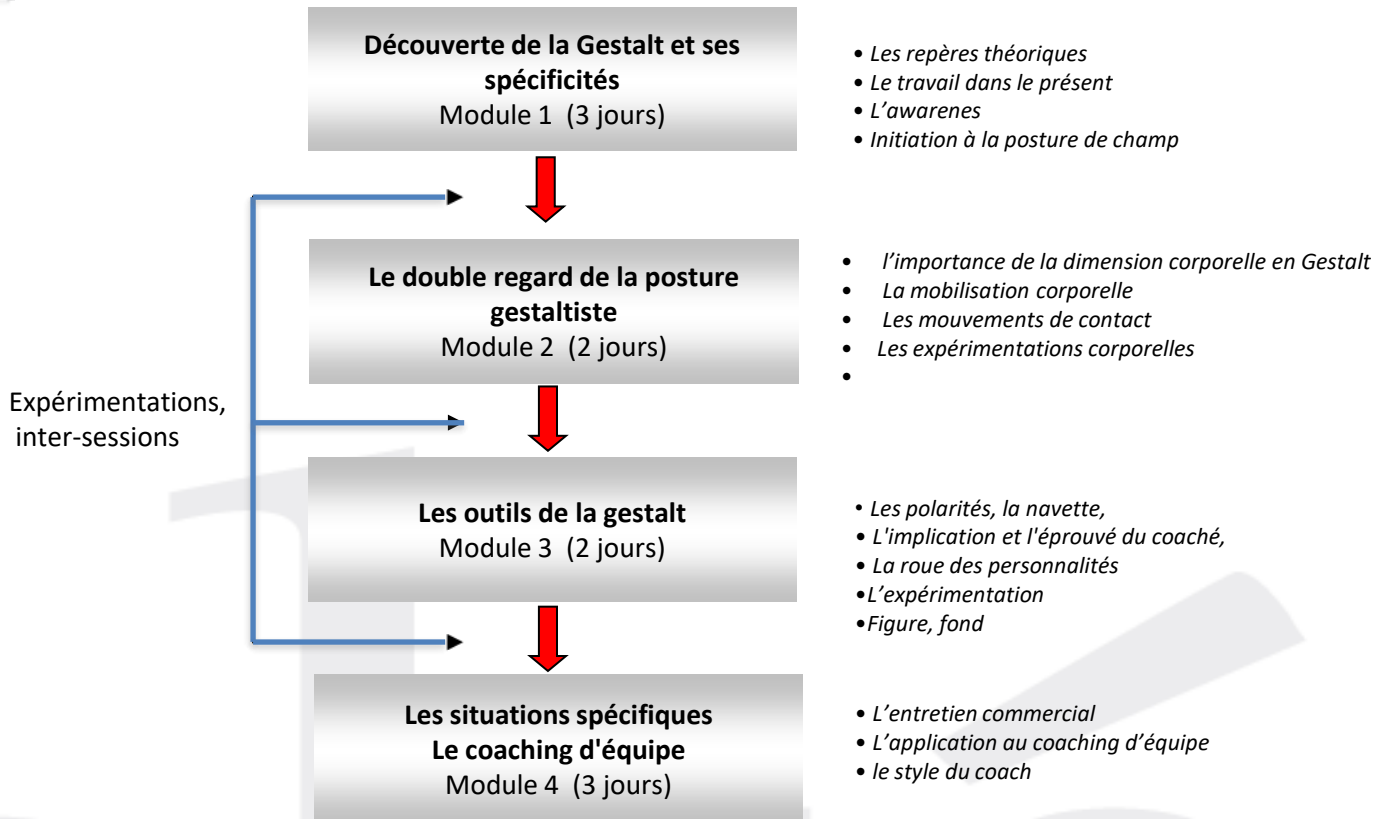 Découverte de la Gestalt et ses
spécificités
Module 1 (3 jours)
• Les repères théoriques
• Le travail dans le présent
• L’awarenes
• Initiation à la posture de champ
Le double regard de la posture
gestaltiste
Module 2 (2 jours)
• l’importance de la dimension corporelle en Gestalt
• La mobilisation corporelle
• Les mouvements de contact
• Les expérimentations corporelles
•
Expérimentations,
inter-sessions
Les outils de la gestalt
Module 3 (2 jours)
• Les polarités, la navette,
• L'implication et l'éprouvé du coaché,
• La roue des personnalités
•L’expérimentation
•Figure, fond
Les situations spécifiques
Le coaching d'équipe
Module 4 (3 jours)
• L’entretien commercial
• L’application au coaching d’équipe
• le style du coach